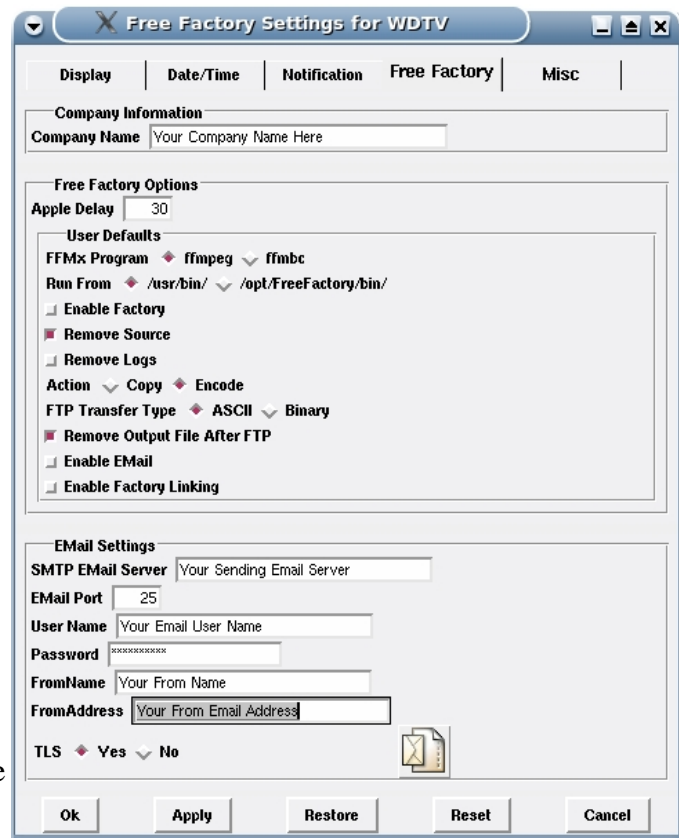 Free Factory Settings for WDTV
Display Date/Time Notification Free Factory Misc
Company Information
Company Name Your Company Name Here
Free Factory Options
Apple Delay 30
User Defaults
FFMx Program ffmpeg ffmbc
Run From /usr/bin/ /opt/FreeFactory/bin/
Enable Factory
Remove Source
Remove Logs
Action Copy Encode
FTP Transfer Type ASCII Binary
Remove Output File After FTP
Enable EMail
Enable Factory Linking
EMail Settings
SMTP EMail Server Your Sending Email Server
EMail Port 25
User Name Your Email User Name
Password **********
FromName Your From Name
FromAddress Your From Email Address
TLS Yes No
e
Ok Apply Restore Reset Cancel